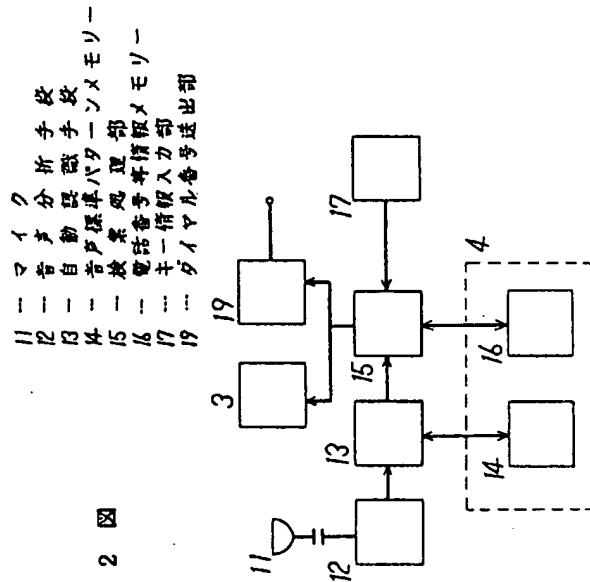 11 … マイク
12 … 音声分析手段
13 … 自動認識手段
14 … 音声標準パターンメモリー
15 … 検索処理部
16 … 電話番号等情報メモリー
17 … キー情報入力部
19 … ダイヤル番号送出部
2 図
3
19
17
11
12
13
15
4
14
16